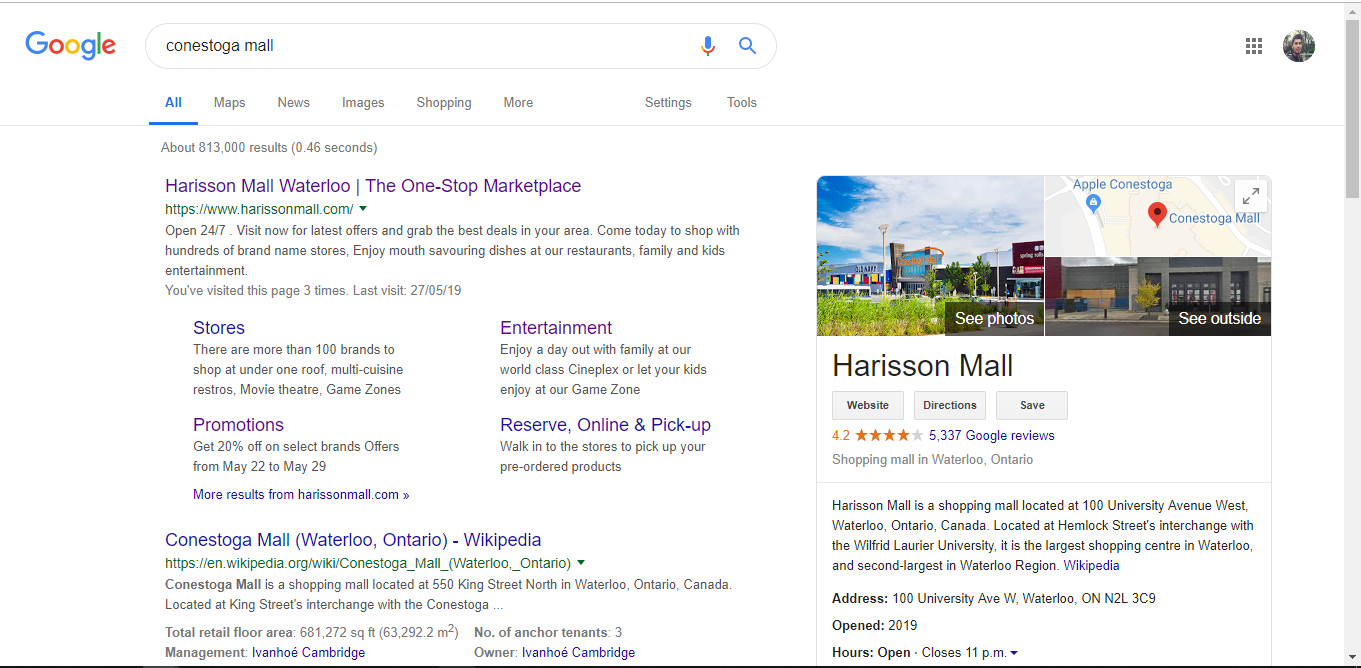 Google
conestoga mall
All Maps News Images Shopping More Settings Tools
About 813,000 results (0.46 seconds)
Harisson Mall Waterloo | The One-Stop Marketplace
https://www.harissonmall.com/
Open 24/7 . Visit now for latest offers and grab the best deals in your area. Come today to shop with
hundreds of brand name stores, Enjoy mouth savouring dishes at our restaurants, family and kids
entertainment.
You've visited this page 3 times. Last visit: 27/05/19
Stores
There are more than 100 brands to
shop at under one roof, multi-cuisine
restros, Movie theatre, Game Zones
Entertainment
Enjoy a day out with family at our
world class Cineplex or let your kids
enjoy at our Game Zone
Promotions
Get 20% off on select brands Offers
from May 22 to May 29
Reserve, Online & Pick-up
Walk in to the stores to pick up your
pre-ordered products
More results from harissonmall.com »
Conestoga Mall (Waterloo, Ontario) - Wikipedia
https://en.wikipedia.org/wiki/Conestoga_Mall_(Waterloo,_Ontario)
Conestoga Mall is a shopping mall located at 550 King Street North in Waterloo, Ontario, Canada.
Located at King Street's interchange with the Conestoga ...
Total retail floor area: 681,272 sq ft (63,292.2 m2) No. of anchor tenants: 3
Management: Ivanhoé Cambridge Owner: Ivanhoé Cambridge
OLD NAVY
spring rolls
See photos
Apple Conestoga
Conestoga Mall
See outside
Harisson Mall
Website Directions Save
4.2 ★★★★★ 5,337 Google reviews
Shopping mall in Waterloo, Ontario
Harisson Mall is a shopping mall located at 100 University Avenue West,
Waterloo, Ontario, Canada. Located at Hemlock Street's interchange with
the Wilfrid Laurier University, it is the largest shopping centre in Waterloo,
and second-largest in Waterloo Region. Wikipedia
Address: 100 University Ave W, Waterloo, ON N2L 3C9
Opened: 2019
Hours: Open · Closes 11 p.m.